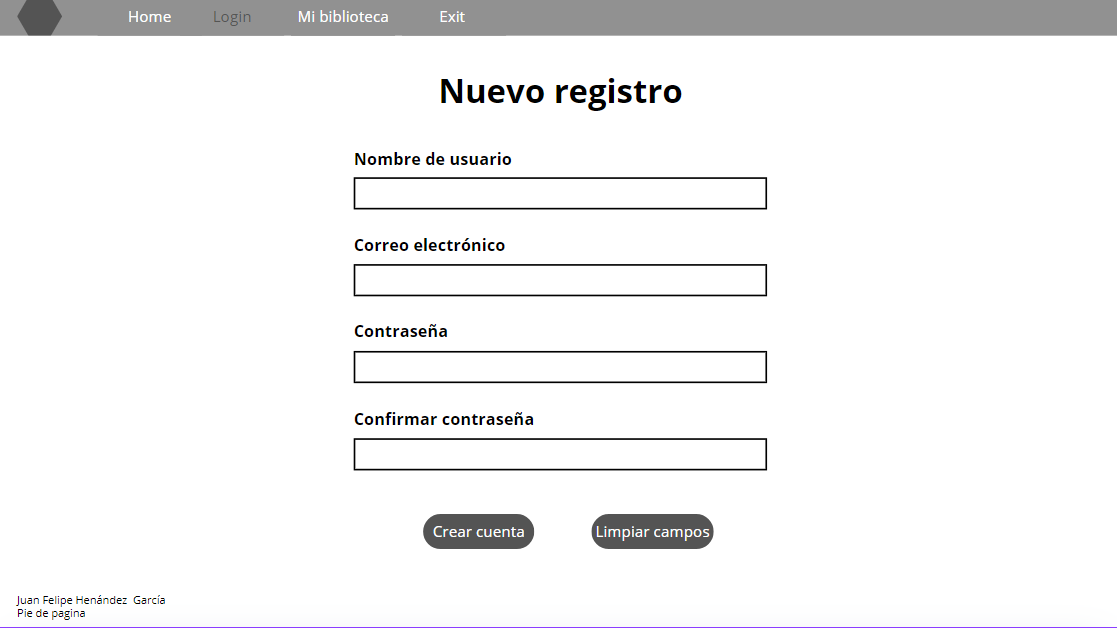 Home Login Mi biblioteca Exit
Nuevo registro
Nombre de usuario
Correo electrónico
Contraseña
Confirmar contraseña
Crear cuenta Limpiar campos
Juan Felipe Henández García
Pie de pagina